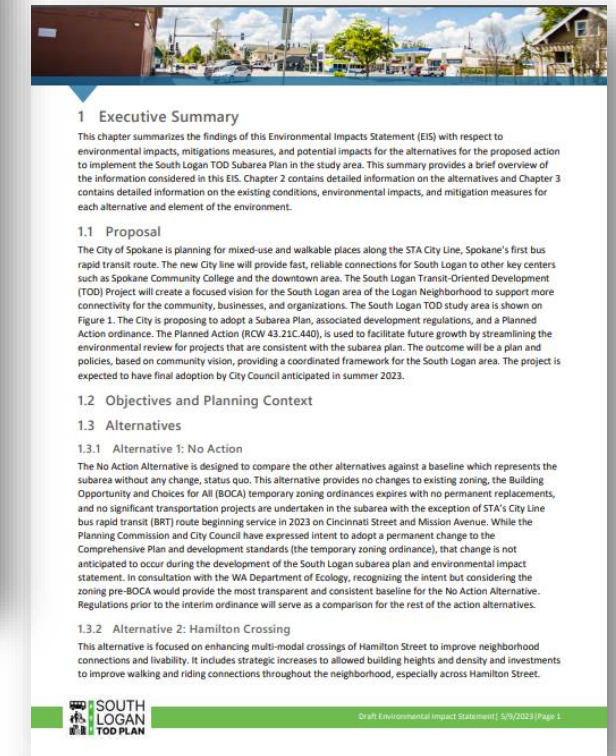 1 Executive Summary
This chapter summarizes the findings of this Environmental Impacts Statement (EIS) with respect to
environmental impacts, mitigations measures, and potential impacts for the alternatives for the proposed action
to implement the South Logan TOD Subarea Plan in the study area. This summary provides a brief overview of
the information considered in this EIS. Chapter 2 contains detailed information on the alternatives and Chapter 3
contains detailed information on the existing conditions, environmental impacts, and mitigation measures for
each alternative and element of the environment.
1.1 Proposal
The City of Spokane is planning for mixed-use and walkable places along the STA City Line, Spokane's first bus
rapid transit route. The new City line will provide fast, reliable connections for South Logan to other key centers
such as Spokane Community College and the downtown area. The South Logan Transit-Oriented Development
(TOD) Project will create a focused vision for the South Logan area of the Logan Neighborhood to support more
connectivity for the community, businesses, and organizations. The South Logan TOD study area is shown on
Figure 1. The City is proposing to adopt a Subarea Plan, associated development regulations, and a Planned
Action ordinance. The Planned Action (RCW 43.21C.440), is used to facilitate future growth by streamlining the
environmental review for projects that are consistent with the subarea plan. The outcome will be a plan and
policies, based on community vision, providing a coordinated framework for the South Logan area. The project is
expected to have final adoption by City Council anticipated in summer 2023.
1.2 Objectives and Planning Context
1.3 Alternatives
1.3.1 Alternative 1: No Action
The No Action Alternative is designed to compare the other alternatives against a baseline which represents the
subarea without any change, status quo. This alternative provides no changes to existing zoning, the Building
Opportunity and Choices for All (BOCA) temporary zoning ordinances expires with no permanent replacements,
and no significant transportation projects are undertaken in the subarea with the exception of STA's City Line
bus rapid transit (BRT) route beginning service in 2023 on Cincinnati Street and Mission Avenue. While the
Planning Commission and City Council have expressed intent to adopt a permanent change to the
Comprehensive Plan and development standards (the temporary zoning ordinance), that change is not
anticipated to occur during the development of the South Logan subarea plan and environmental impact
statement. In consultation with the WA Department of Ecology, recognizing the intent but considering the
zoning pre-BOCA would provide the most transparent and consistent baseline for the No Action Alternative.
Regulations prior to the interim ordinance will serve as a comparison for the rest of the action alternatives.
1.3.2 Alternative 2: Hamilton Crossing
This alternative is focused on enhancing multi-modal crossings of Hamilton Street to improve neighborhood
connections and livability. It includes strategic increases to allowed building heights and density and investments
to improve walking and riding connections throughout the neighborhood, especially across Hamilton Street.
SOUTH
LOGAN
TOD PLAN
Draft Environmental Impact Statement| 5/9/2023|Page 1